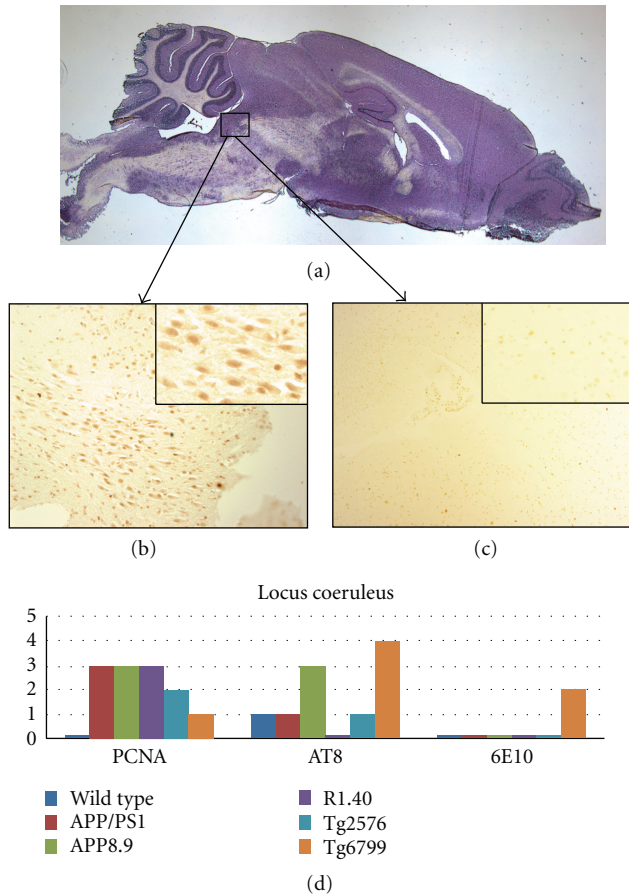 (a)
(b)
(c)
Locus coeruleus
5
4
3
2
1
0
PCNA AT8 6E10
Wild type
APP/PS1
APP8.9
R1.40
Tg2576
Tg6799
(d)